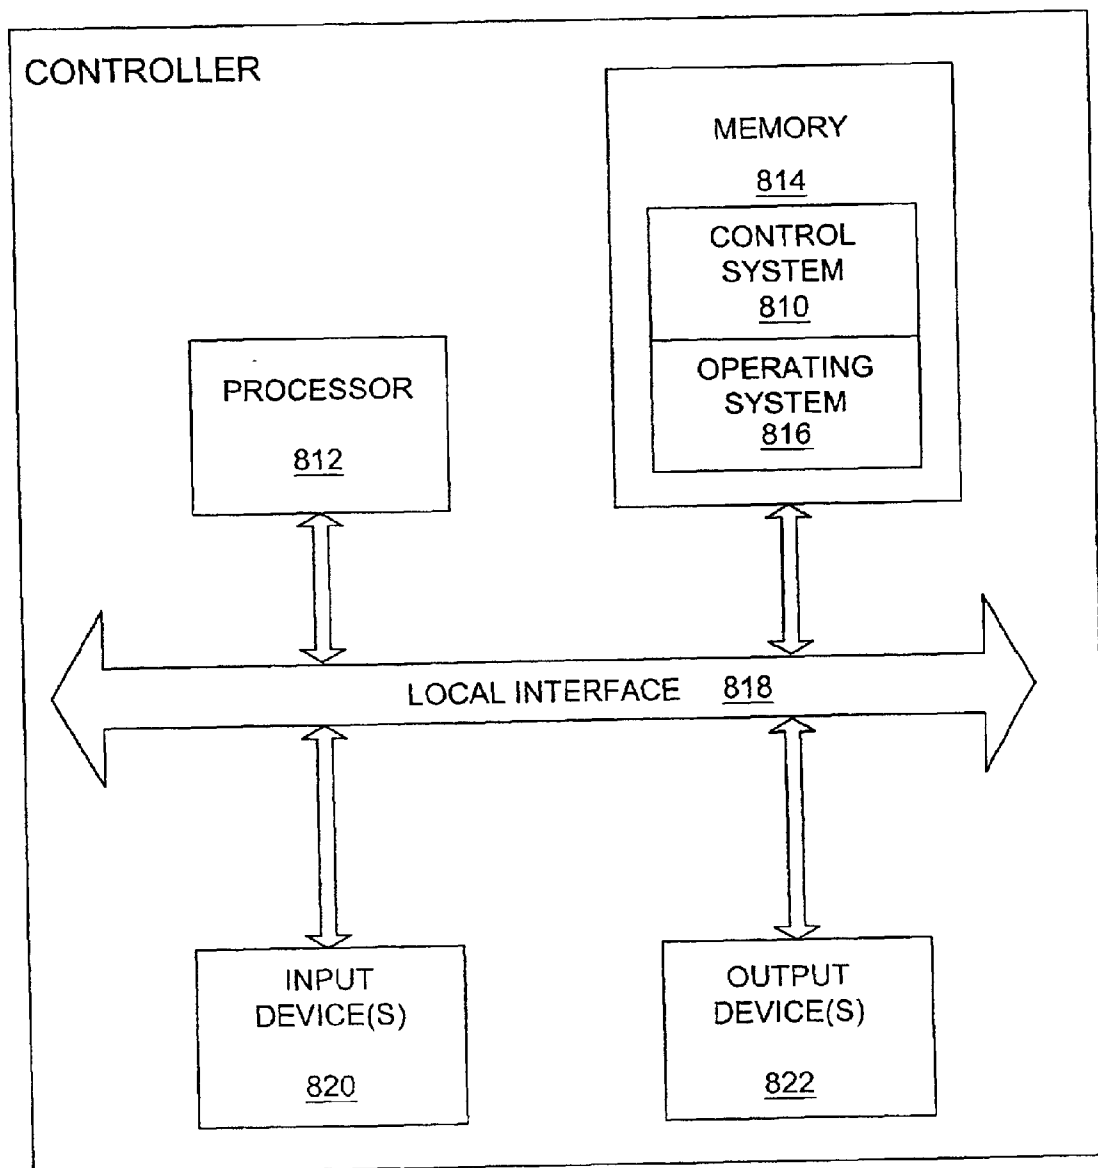 CONTROLLER
MEMORY
814
CONTROL
SYSTEM
810
OPERATING
SYSTEM
816
PROCESSOR
812
LOCAL INTERFACE 818
INPUT
DEVICE(S)
820
OUTPUT
DEVICE(S)
822